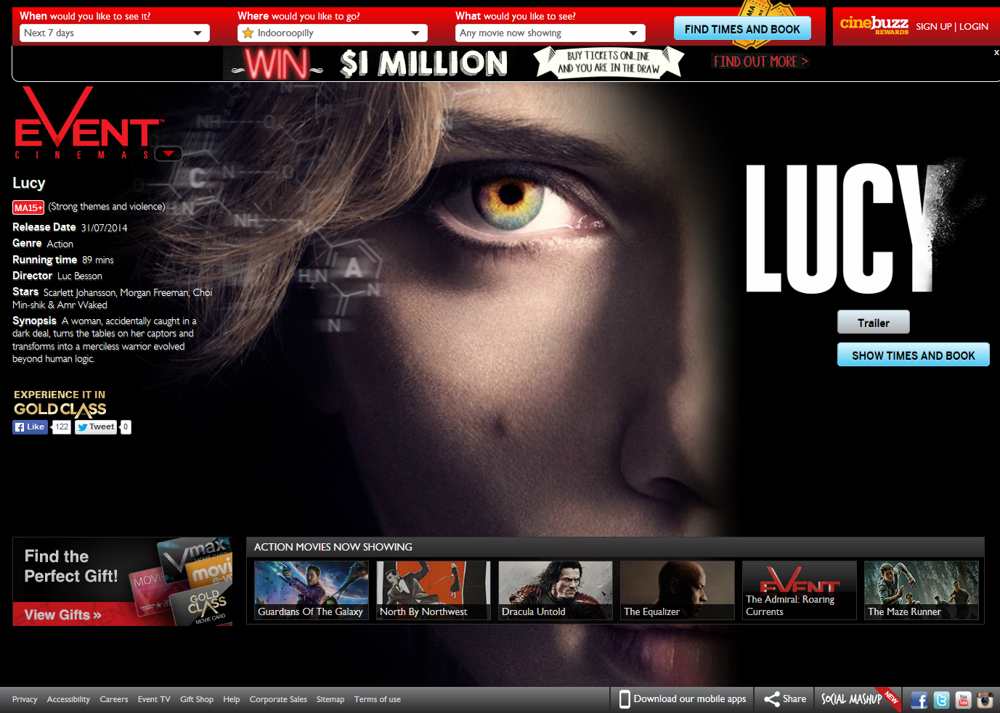 When would you like to see it?
Where would you like to go?
What would you like to see?
Next 7 days
Indooroopilly
Any movie now showing
FIND TIMES AND BOOK
cinebuzz
REWARDS
SIGN UP | LOGIN
WIN
$1 MILLION
BUY TICKETS ONLINE
AND YOU ARE IN THE DRAW
FIND OUT MORE >
x
EVENT
CINEMAS
Lucy
MA15+ (Strong themes and violence)
Release Date 31/07/2014
Genre Action
Running time 89 mins
Director Luc Besson
Stars Scarlett Johansson, Morgan Freeman, Choi
Min-shik & Amr Waked
Synopsis A woman, accidentally caught in a
dark deal, turns the tables on her captors and
transforms into a merciless warrior evolved
beyond human logic.
EXPERIENCE IT IN
GOLD CLASS
Like 122 Tweet 0
NH
O
N
C
N
O
N
NH
N
A
H₂N
N
N
LUCY
Trailer
SHOW TIMES AND BOOK
Find the
Perfect Gift!
View Gifts »
Vmax
MOVIE CARD
MOVIE
GOLD
CLASS
MOVIE CARD
ACTION MOVIES NOW SHOWING
Guardians Of The Galaxy
North By Northwest
Dracula Untold
The Equalizer
EVENT
The Admiral: Roaring
Currents
The Maze Runner
Privacy Accessibility Careers Event TV Gift Shop Help Corporate Sales Sitemap Terms of use
Download our mobile apps
Share
SOCIAL MASHUP
NEW
You
Tube